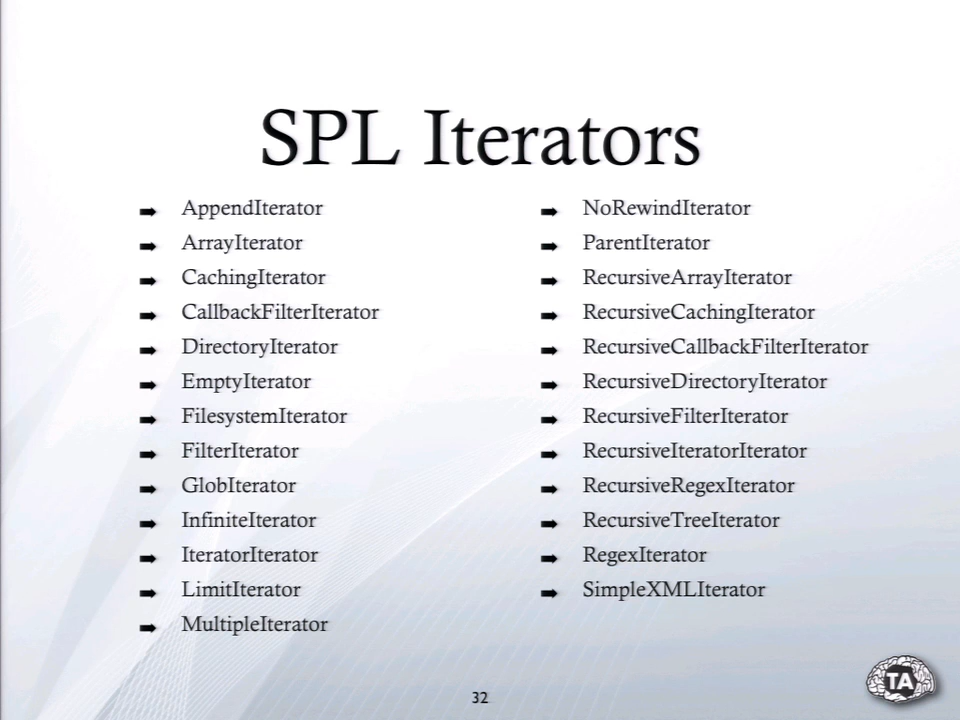 SPL Iterators
AppendIterator
ArrayIterator
CachingIterator
CallbackFilterIterator
DirectoryIterator
EmptyIterator
FilesystemIterator
FilterIterator
GlobIterator
InfiniteIterator
IteratorIterator
LimitIterator
MultipleIterator
NoRewindIterator
ParentIterator
RecursiveArrayIterator
RecursiveCachingIterator
RecursiveCallbackFilterIterator
RecursiveDirectoryIterator
RecursiveFilterIterator
RecursiveIteratorIterator
RecursiveRegexIterator
RecursiveTreeIterator
RegexIterator
SimpleXMLIterator
32
TA